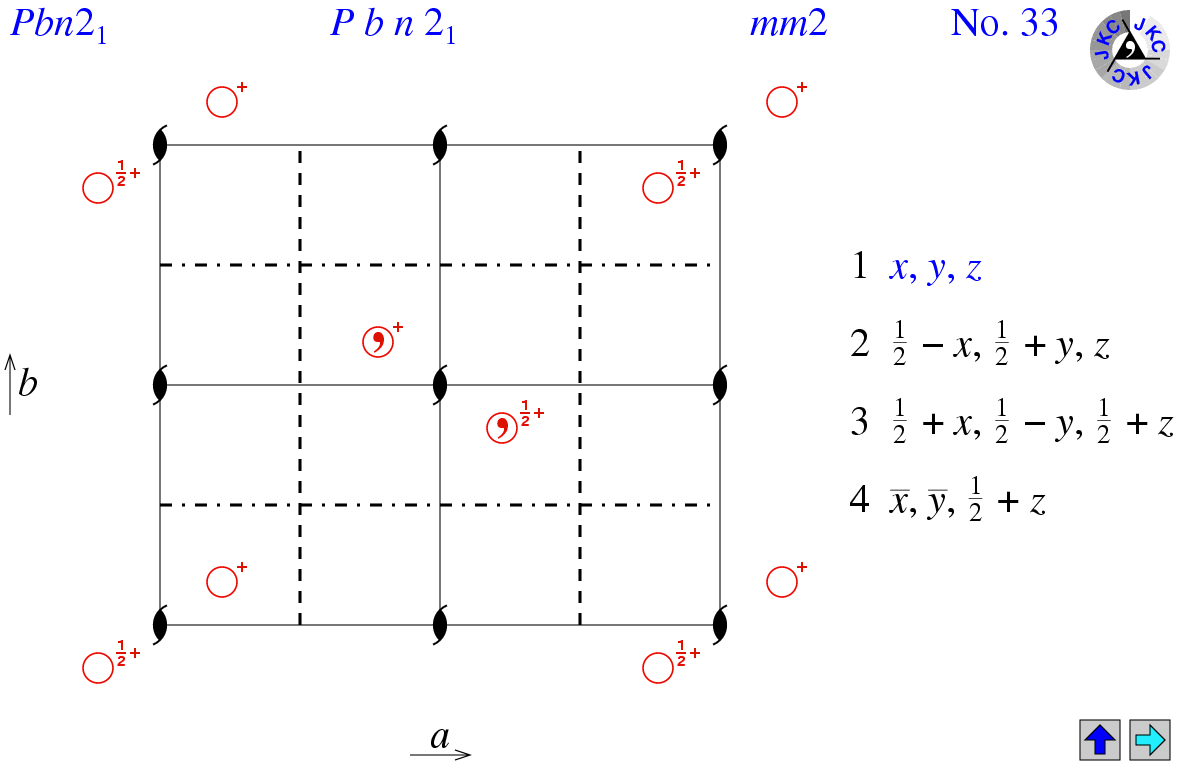 Pbn2₁ P b n 2₁ mm2 No. 33
JKC JKC JKC
+ +
½+ ½+
+
½+
b
+ +
½+ ½+
a
1 x, y, z
2 ½ − x, ½ + y, z
3 ½ + x, ½ − y, ½ + z
4 x̅, y̅, ½ + z